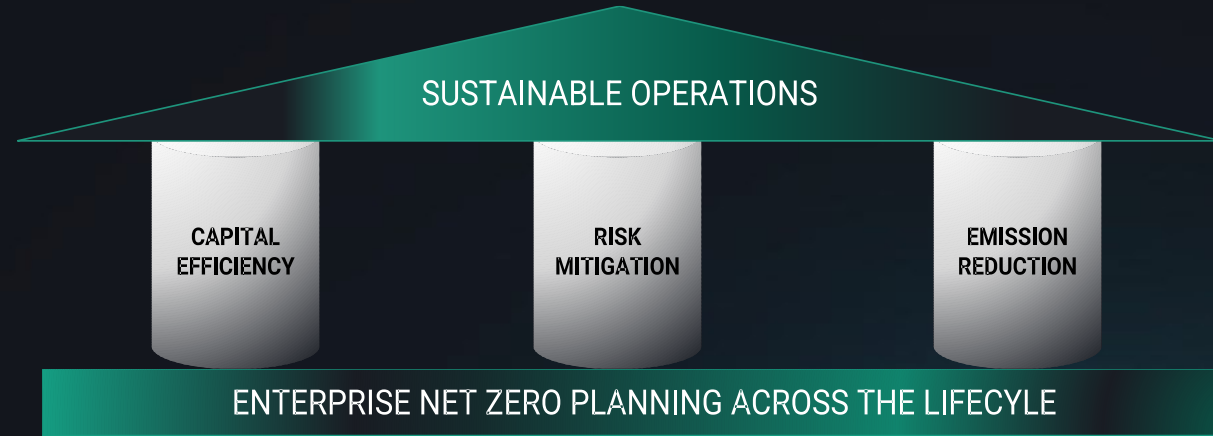 SUSTAINABLE OPERATIONS
CAPITAL
EFFICIENCY
RISK
MITIGATION
EMISSION
REDUCTION
ENTERPRISE NET ZERO PLANNING ACROSS THE LIFECYLE